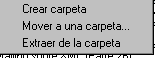 Crear carpeta
Mover a una carpeta...
Extraer de la carpeta